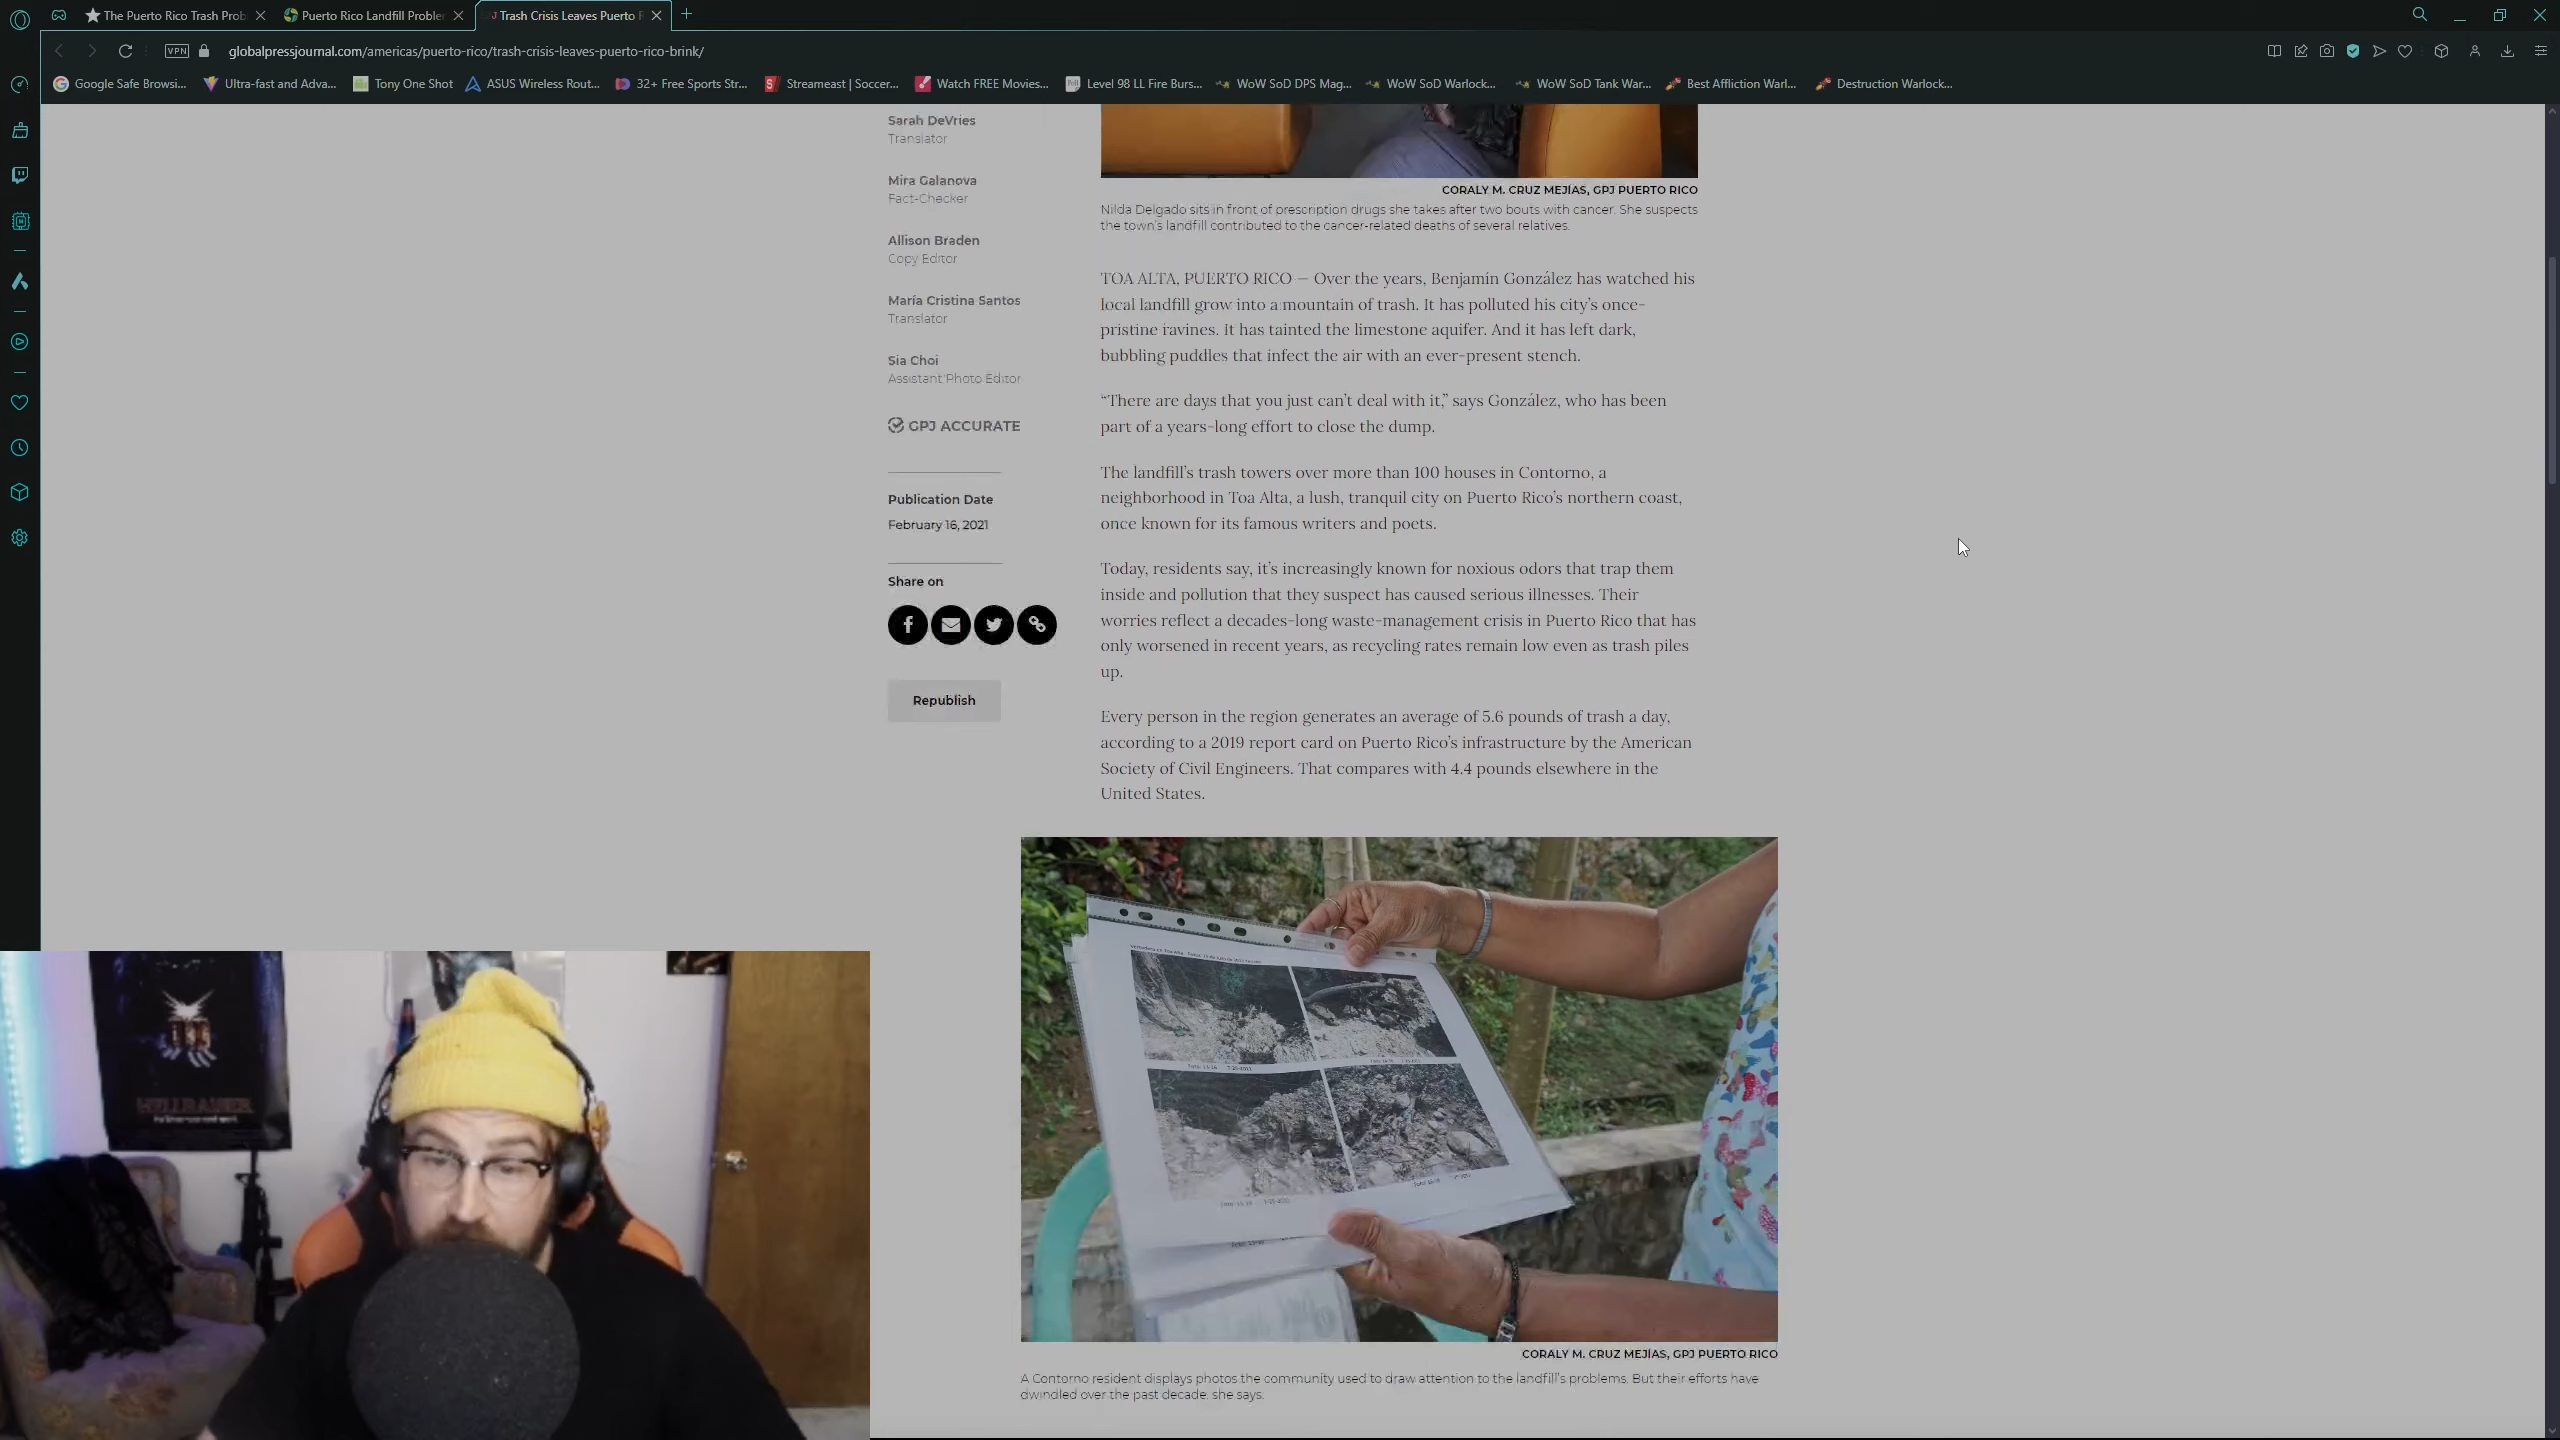 The Puerto Rico Trash Prob
Puerto Rico Landfill Probler
Trash Crisis Leaves Puerto R
VPN
globalpressjournal.com/americas/puerto-rico/trash-crisis-leaves-puerto-rico-brink/
Google Safe Browsi...
Ultra-fast and Adva...
Tony One Shot
ASUS Wireless Rout...
32+ Free Sports Str...
Streameast | Soccer...
Watch FREE Movies...
Level 98 LL Fire Burs...
WoW SoD DPS Mag...
WoW SoD Warlock...
WoW SoD Tank War...
Best Affliction Warl...
Destruction Warlock...
Sarah DeVries
Translator
Mira Galanova
Fact-Checker
Allison Braden
Copy Editor
María Cristina Santos
Translator
Sia Choi
Assistant Photo Editor
GPJ ACCURATE
Publication Date
February 16, 2021
Share on
Republish
CORALY M. CRUZ MEJÍAS, GPJ PUERTO RICO
Nilda Delgado sits in front of prescription drugs she takes after two bouts with cancer. She suspects
the town's landfill contributed to the cancer-related deaths of several relatives.
TOA ALTA, PUERTO RICO — Over the years, Benjamín González has watched his
local landfill grow into a mountain of trash. It has polluted his city's once-
pristine ravines. It has tainted the limestone aquifer. And it has left dark,
bubbling puddles that infect the air with an ever-present stench.
“There are days that you just can't deal with it,” says González, who has been
part of a years-long effort to close the dump.
The landfill's trash towers over more than 100 houses in Contorno, a
neighborhood in Toa Alta, a lush, tranquil city on Puerto Rico's northern coast,
once known for its famous writers and poets.
Today, residents say, it's increasingly known for noxious odors that trap them
inside and pollution that they suspect has caused serious illnesses. Their
worries reflect a decades-long waste-management crisis in Puerto Rico that has
only worsened in recent years, as recycling rates remain low even as trash piles
up.
Every person in the region generates an average of 5.6 pounds of trash a day,
according to a 2019 report card on Puerto Rico's infrastructure by the American
Society of Civil Engineers. That compares with 4.4 pounds elsewhere in the
United States.
CORALY M. CRUZ MEJÍAS, GPJ PUERTO RICO
A Contorno resident displays photos the community used to draw attention to the landfill's problems. But their efforts have
dwindled over the past decade, she says.
HELLRAISER